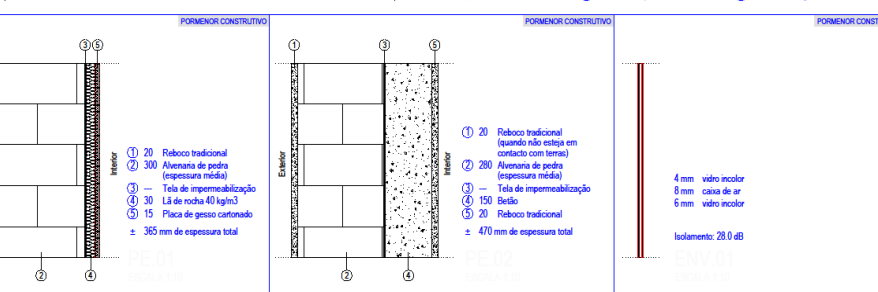 PORMENOR CONSTRUTIVO
3 5
1 20 Reboco tradicional
2 300 Alvenaria de pedra
(espessura média)
3 — Tela de impermeabilização
4 30 Lã de rocha 40 kg/m3
5 15 Placa de gesso cartonado
± 365 mm de espessura total
Interior
PE.01
2 4
PORMENOR CONSTRUTIVO
1 3 5
Exterior
Interior
1 20 Reboco tradicional
(quando não esteja em
contacto com terras)
2 280 Alvenaria de pedra
(espessura média)
3 — Tela de impermeabilização
4 150 Betão
5 20 Reboco tradicional
± 470 mm de espessura total
PE.02
2 4
PORMENOR CONST
4 mm vidro incolor
8 mm caixa de ar
6 mm vidro incolor
Isolamento: 28.0 dB
ENV.01